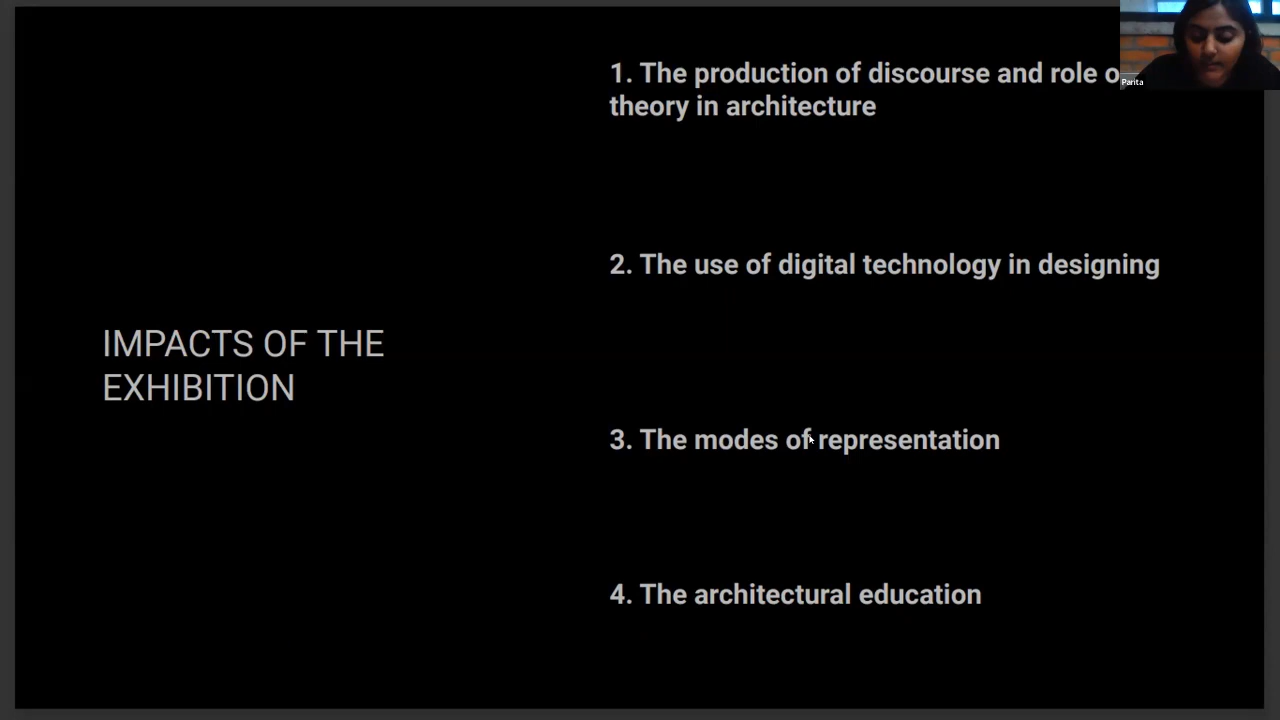 1. The production of discourse and role
theory in architecture
Parita
2. The use of digital technology in designing
IMPACTS OF THE
EXHIBITION
3. The modes of representation
4. The architectural education